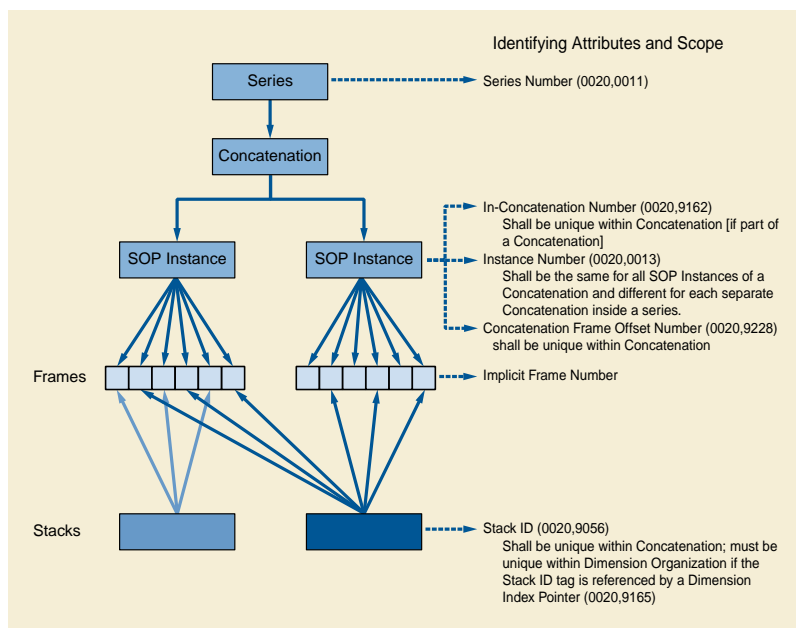 Identifying Attributes and Scope
Series
Series Number (0020,0011)
Concatenation
In-Concatenation Number (0020,9162)
Shall be unique within Concatenation [if part of
a Concatenation]
SOP Instance
SOP Instance
Instance Number (0020,0013)
Shall be the same for all SOP Instances of a
Concatenation and different for each separate
Concatenation inside a series.
Concatenation Frame Offset Number (0020,9228)
shall be unique within Concatenation
Frames
Implicit Frame Number
Stacks
Stack ID (0020,9056)
Shall be unique within Concatenation; must be
unique within Dimension Organization if the
Stack ID tag is referenced by a Dimension
Index Pointer (0020,9165)